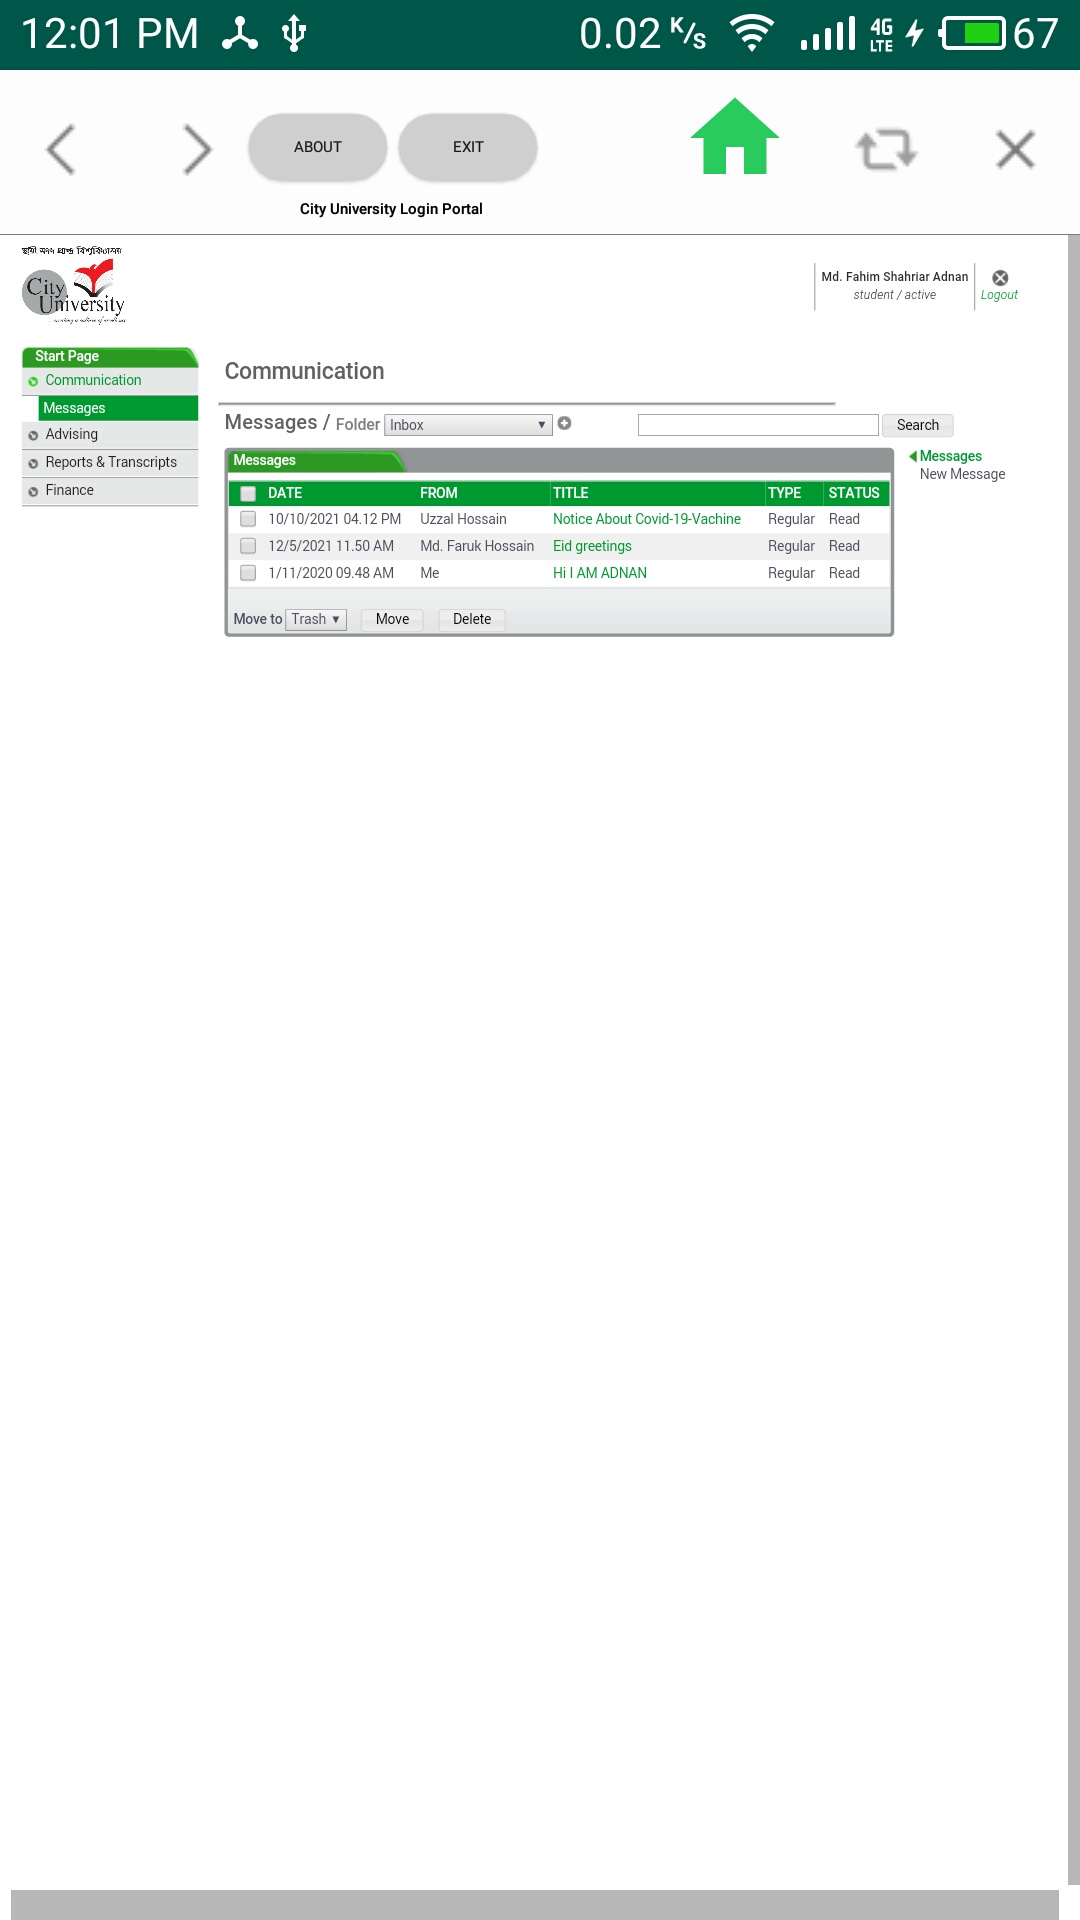 12:01 PM 0.02 K/s 4G LTE 67
ABOUT EXIT
City University Login Portal
City University
Md. Fahim Shahriar Adnan
student / active Logout
Start Page
Communication
Messages
Advising
Reports & Transcripts
Finance
Communication
Messages / Folder Inbox Search
Messages
Messages
New Message
DATE FROM TITLE TYPE STATUS
10/10/2021 04.12 PM Uzzal Hossain Notice About Covid-19-Vachine Regular Read
12/5/2021 11.50 AM Md. Faruk Hossain Eid greetings Regular Read
1/11/2020 09.48 AM Me Hi I AM ADNAN Regular Read
Move to Trash Move Delete